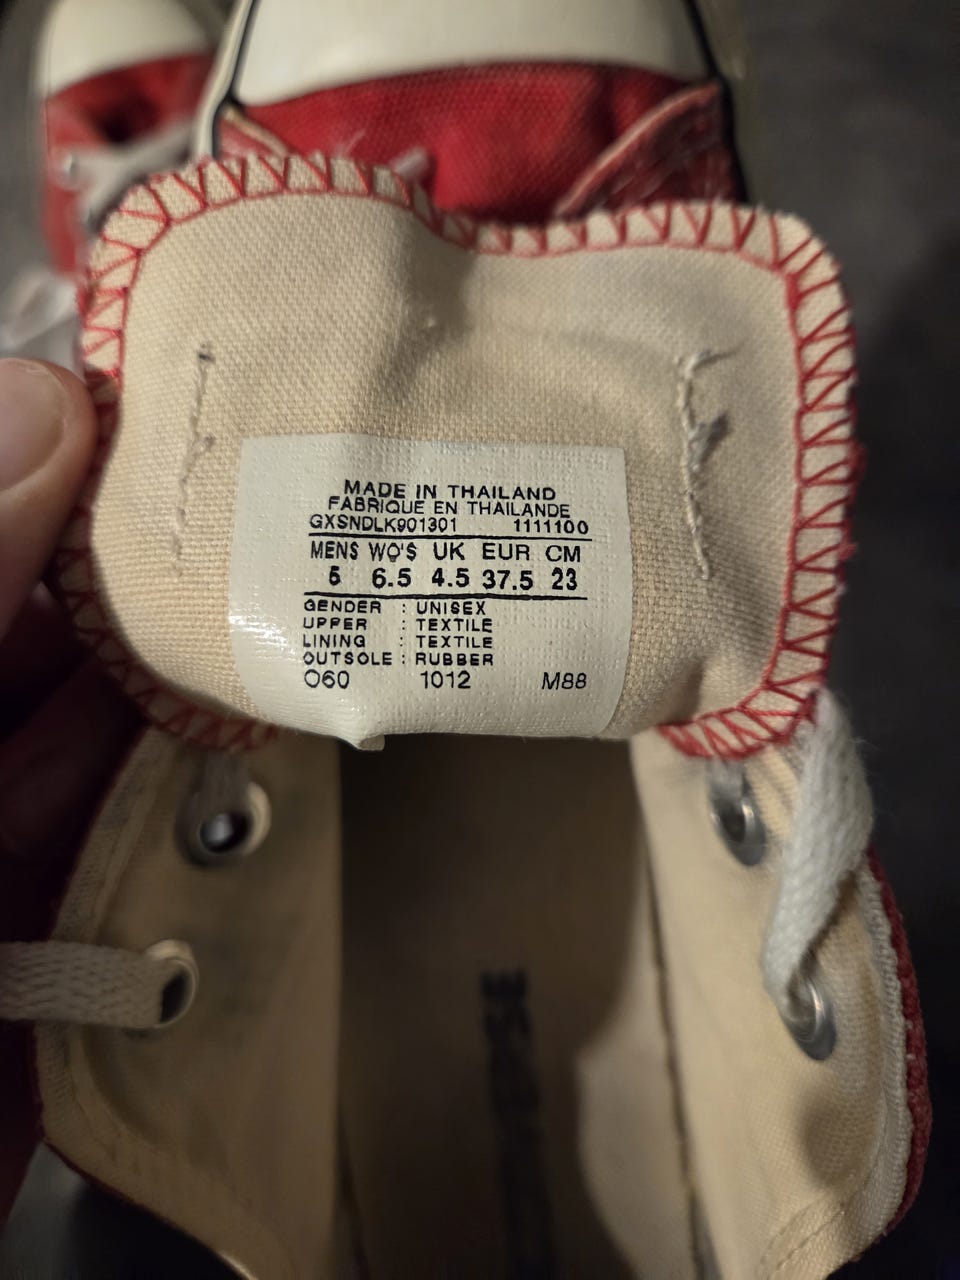 MADE IN THAILAND
FABRIQUE EN THAILANDE
GXSNDLK901301 1111100
MENS WO'S UK EUR CM
5 6.5 4.5 37.5 23
GENDER : UNISEX
UPPER : TEXTILE
LINING : TEXTILE
OUTSOLE : RUBBER
O60 1012 M88